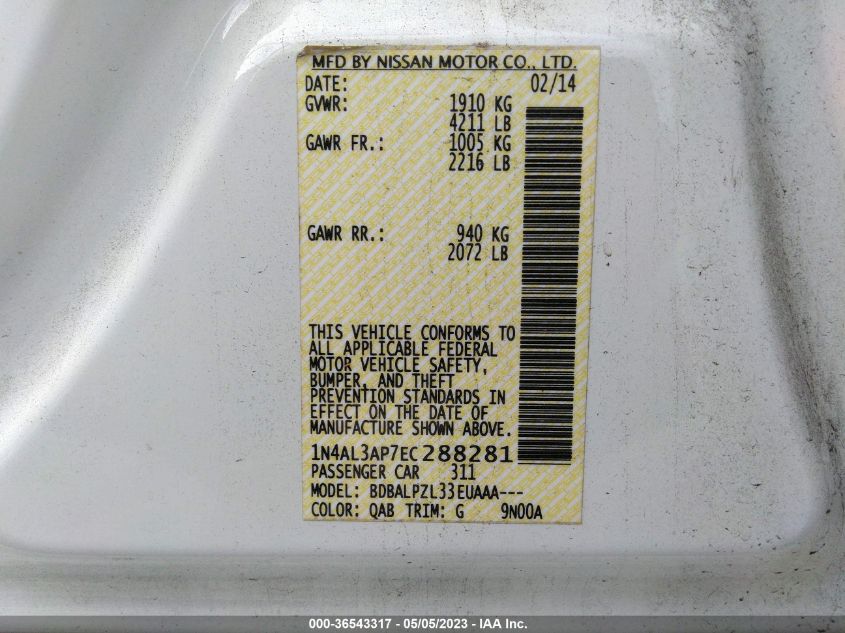 MFD BY NISSAN MOTOR CO., LTD.
DATE: 02/14
GVWR: 1910 KG
4211 LB
GAWR FR.: 1005 KG
2216 LB
GAWR RR.: 940 KG
2072 LB
THIS VEHICLE CONFORMS TO
ALL APPLICABLE FEDERAL
MOTOR VEHICLE SAFETY,
BUMPER, AND THEFT
PREVENTION STANDARDS IN
EFFECT ON THE DATE OF
MANUFACTURE SHOWN ABOVE.
1N4AL3AP7EC288281
PASSENGER CAR 311
MODEL: BDBALPZL33EUAAA---
COLOR: QAB TRIM: G 9N00A
000-36543317 - 05/05/2023 - IAA Inc.